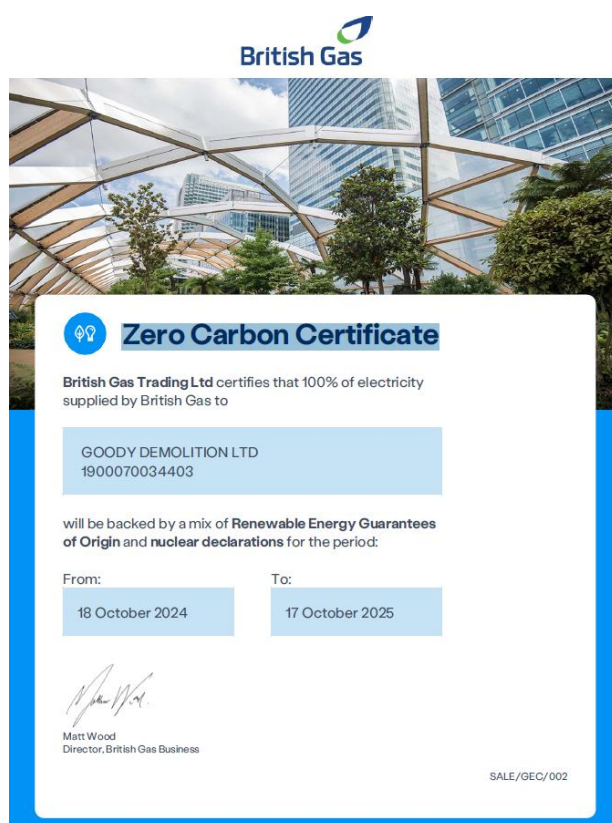 British Gas
Zero Carbon Certificate
British Gas Trading Ltd certifies that 100% of electricity
supplied by British Gas to
GOODY DEMOLITION LTD
1900070034403
will be backed by a mix of Renewable Energy Guarantees
of Origin and nuclear declarations for the period:
From:
To:
18 October 2024
17 October 2025
Matt Wood
Director, British Gas Business
SALE/GEC/002